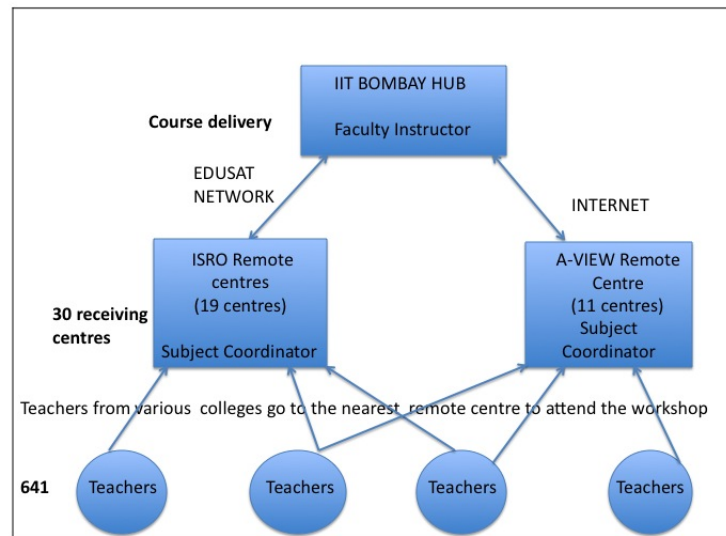 IIT BOMBAY HUB
Faculty Instructor
Course delivery
EDUSAT
NETWORK
INTERNET
ISRO Remote
centres
(19 centres)
Subject Coordinator
A-VIEW Remote
Centre
(11 centres)
Subject
Coordinator
30 receiving
centres
Teachers from various colleges go to the nearest remote centre to attend the workshop
641
Teachers
Teachers
Teachers
Teachers